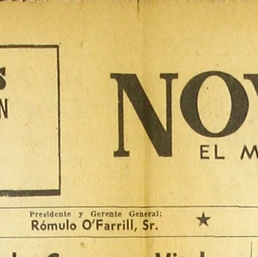 S
N
NOV
EL M
Presidente y Gerente General:
Rómulo O'Farrill, Sr.